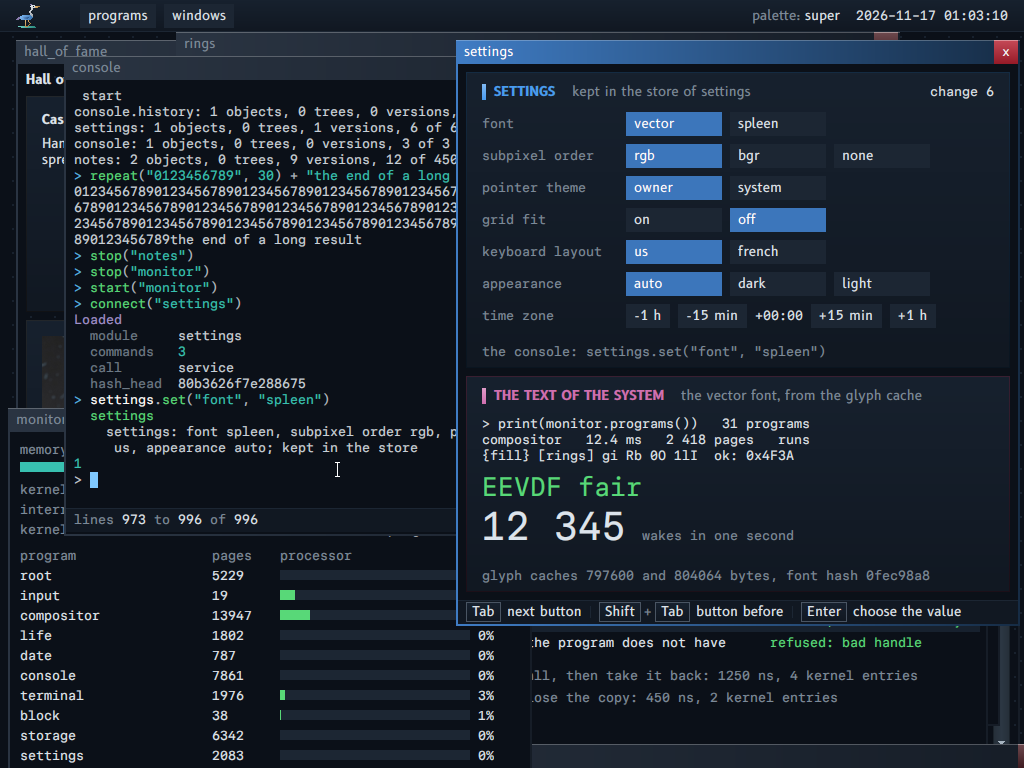 programs windows palette: super 2026-11-17 01:03:10
hall_of_fame
rings
Hall o
Cas
Han
spre
console
start
console.history: 1 objects, 0 trees, 0 versions,
settings: 1 objects, 0 trees, 1 versions, 6 of 6
console: 1 objects, 0 trees, 0 versions, 3 of 3
notes: 2 objects, 0 trees, 9 versions, 12 of 450
> repeat("0123456789", 30) + "the end of a long
012345678901234567890123456789012345678901234567
678901234567890123456789012345678901234567890123
234567890123456789012345678901234567890123456789
890123456789the end of a long result
> stop("notes")
> stop("monitor")
> start("monitor")
> connect("settings")
Loaded
module settings
commands 3
call service
hash_head 80b3626f7e288675
> settings.set("font", "spleen")
settings
settings: font spleen, subpixel order rgb, p
us, appearance auto; kept in the store
1
>
lines 973 to 996 of 996
settings x
SETTINGS kept in the store of settings change 6
font vector spleen
subpixel order rgb bgr none
pointer theme owner system
grid fit on off
keyboard layout us french
appearance auto dark light
time zone -1 h -15 min +00:00 +15 min +1 h
the console: settings.set("font", "spleen")
THE TEXT OF THE SYSTEM the vector font, from the glyph cache
> print(monitor.programs()) 31 programs
compositor 12.4 ms 2 418 pages runs
{fill} [rings] gi Rb 0O 1lI ok: 0x4F3A
EEVDF fair
12 345 wakes in one second
glyph caches 797600 and 804064 bytes, font hash 0fec98a8
Tab next button Shift + Tab button before Enter choose the value
monitor
memory
kernel
inter
kernel
program pages processor
root 5229
input 19
compositor 13947
life 1802 0%
date 787 0%
console 7861 0%
terminal 1976 3%
block 38 1%
storage 6342 0%
settings 2083 0%
the program does not have refused: bad handle
all, then take it back: 1250 ns, 4 kernel entries
lose the copy: 450 ns, 2 kernel entries